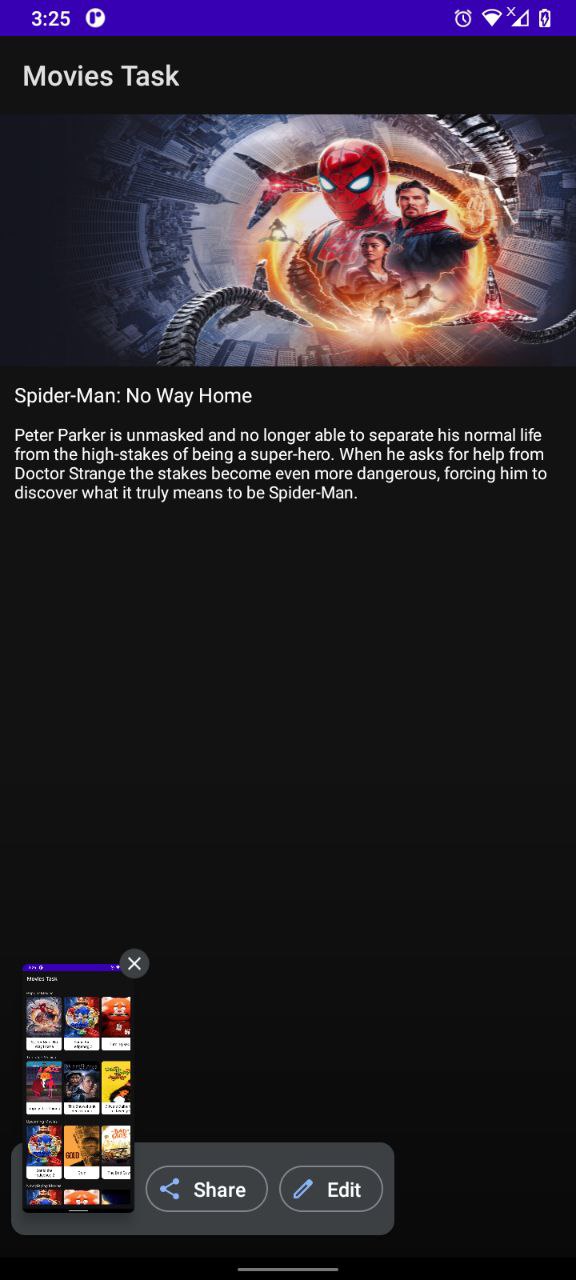 3:25
Movies Task
Spider-Man: No Way Home
Peter Parker is unmasked and no longer able to separate his normal life
from the high-stakes of being a super-hero. When he asks for help from
Doctor Strange the stakes become even more dangerous, forcing him to
discover what it truly means to be Spider-Man.
Movies Task
GOLD
Share
Edit